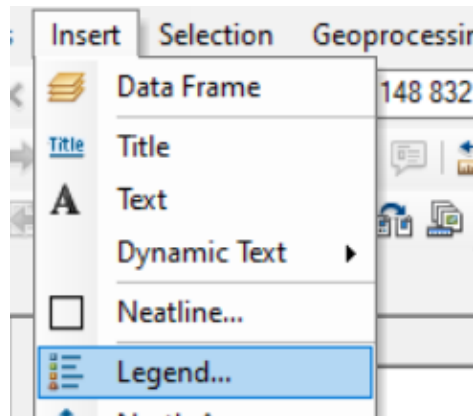 Insert Selection Geoprocessin
Data Frame
148 832
Title Title
A Text
Dynamic Text
Neatline...
Legend...